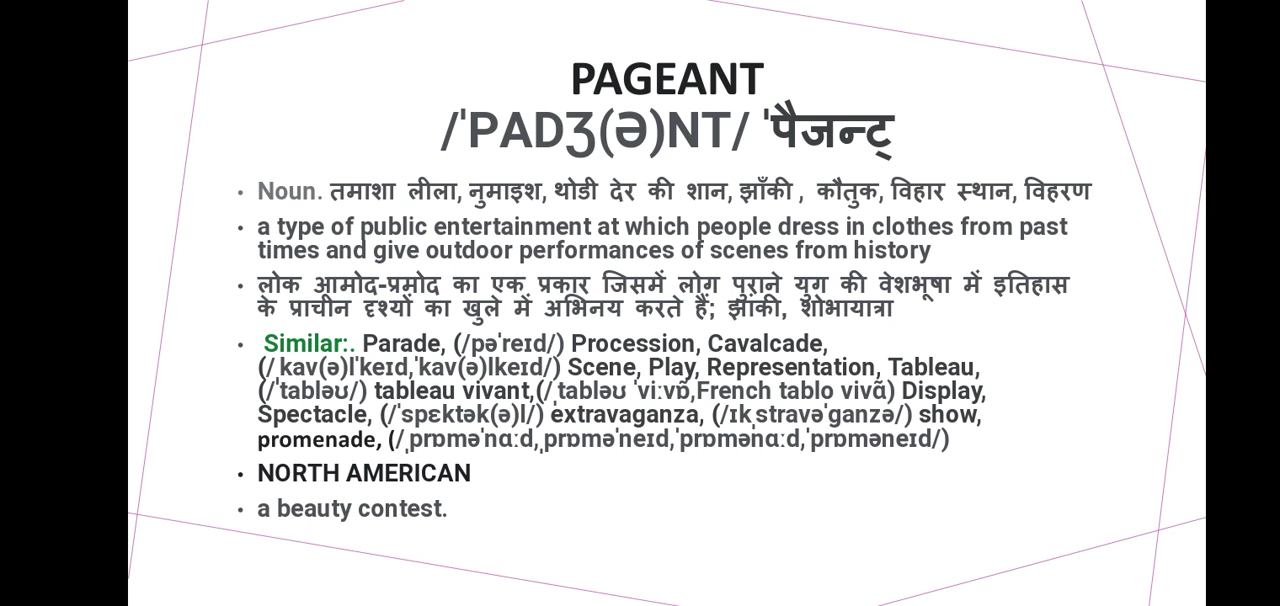 PAGEANT
/ˈPADƷ(Ə)NT/ ˈपैजन्ट्
• Noun. तमाशा लीला, नुमाइश, थोडी देर की शान, झाँकी , कौतुक, विहार स्थान, विहरण
• a type of public entertainment at which people dress in clothes from past
times and give outdoor performances of scenes from history
• लोक आमोद-प्रमोद का एक प्रकार जिसमें लोग पुराने युग की वेशभूषा में इतिहास
के प्राचीन दृश्यों का खुले में अभिनय करते हैं; झांकी, शोभायात्रा
• Similar:. Parade, (/pəˈreɪd/) Procession, Cavalcade,
(/ˌkav(ə)lˈkeɪd,ˈkav(ə)lkeɪd/) Scene, Play, Representation, Tableau,
(/ˈtabləʊ/) tableau vivant,(/ˌtabləʊ ˈviːvɒ̃,French tablo vivɑ̃) Display,
Spectacle, (/ˈspɛktək(ə)l/) extravaganza, (/ɪkˌstravəˈɡanzə/) show,
promenade, (/ˌprɒməˈnɑːd,ˌprɒməˈneɪd,ˈprɒmənɑːd,ˈprɒməneɪd/)
• NORTH AMERICAN
• a beauty contest.